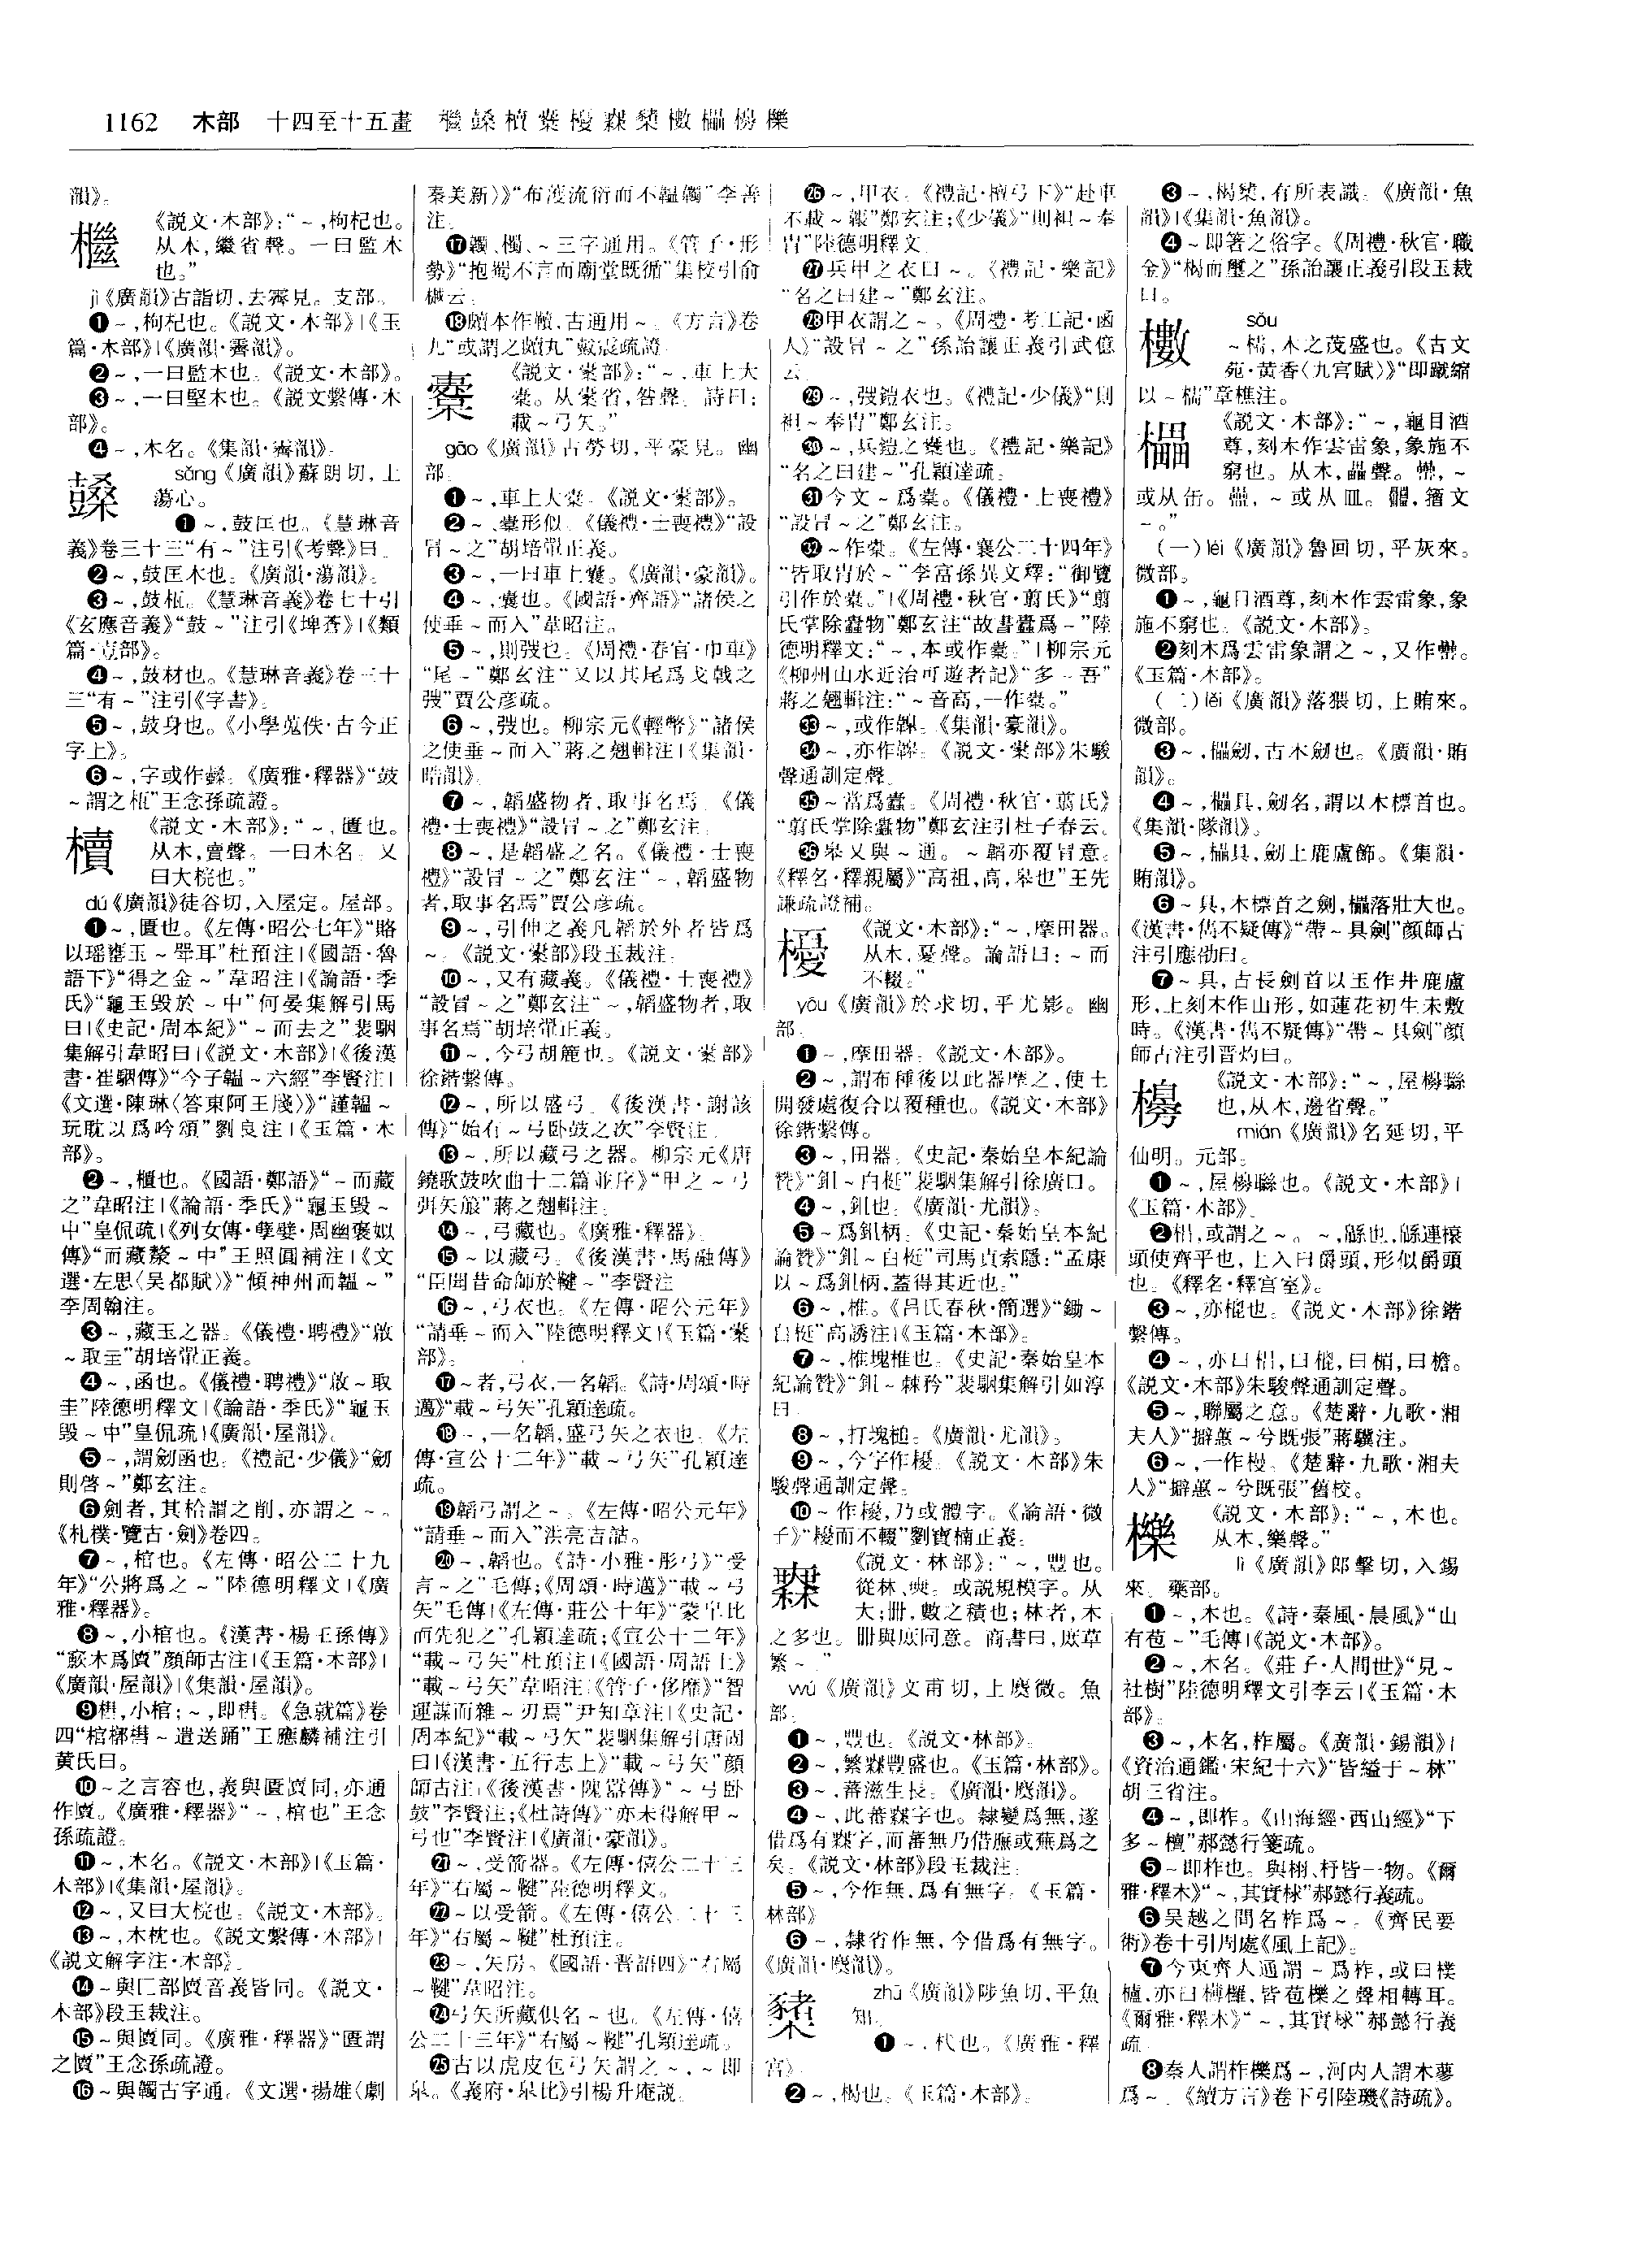 1162 木部 十四至十五畫 檵鼞櫝櫜櫌橆櫫櫢櫑櫋櫟
韻》。
檵
《説文·木部》:“~,枸杞也。
从木,繼省聲。一曰監木
也。”
jì《廣韻》古詣切,去霽見。支部。
❶~,枸杞也。《説文·木部》|《玉
篇·木部》|《廣韻·霽韻》。
❷~,一曰監木也。《説文·木部》。
❸~,一曰堅木也。《説文繫傳·木
部》。
❹~,木名。《集韻·霽韻》。
sǎng《廣韻》蘇朗切,上
蕩心。
❶~,鼓匡也。《慧琳音
義》卷三十三“有~”注引《考聲》曰。
❷~,鼓匡木也。《廣韻·蕩韻》。
❸~,鼓柩。《慧琳音義》卷七十引
《玄應音義》“鼓~”注引《埤蒼》|《類
篇·壴部》。
❹~,鼓材也。《慧琳音義》卷三十
三“有~”注引《字書》。
❺~,鼓身也。《小學蒐佚·古今正
字上》。
❻~,字或作。《廣雅·釋器》“鼓
~謂之柩”王念孫疏證。
櫝
《説文·木部》:“~,匱也。
从木,賣聲。一曰木名。又
曰大梡也。”
dú《廣韻》徒谷切,入屋定。屋部。
❶~,匱也。《左傳·昭公七年》“賂
以瑶罋玉~斝耳”杜預注|《國語·魯
語下》“得之金~”韋昭注|《論語·季
氏》“龜玉毀於~中”何晏集解引馬
曰|《史記·周本紀》“~而去之”裴駰
集解引韋昭曰|《説文·木部》|《後漢
書·崔駰傳》“今子韞~六經”李賢注|
《文選·陳琳〈答東阿王牋〉》“謹韞~
玩耽以爲吟頌”劉良注|《玉篇·木
部》。
❷~,櫃也。《國語·鄭語》“~而藏
之”韋昭注|《論語·季氏》“龜玉毀~
中”皇侃疏|《列女傳·孽嬖·周幽褒姒
傳》“而藏漦~中”王照圓補注|《文
選·左思〈吴都賦〉》“傾神州而韞~”
李周翰注。
❸~,藏玉之器。《儀禮·聘禮》“啟
~取圭”胡培翬正義。
❹~,函也。《儀禮·聘禮》“啟~取
圭”陸德明釋文|《論語·季氏》“龜玉
毀~中”皇侃疏|《廣韻·屋韻》。
❺~,謂劒函也。《禮記·少儀》“劒
則啓~”鄭玄注。
❻劍者,其枱謂之削,亦謂之~。
《札樸·覽古·劍》卷四。
❼~,棺也。《左傳·昭公二十九
年》“公將爲之~”陸德明釋文|《廣
雅·釋器》。
❽~,小棺也。《漢書·楊王孫傳》
“窾木爲匵”顏師古注|《玉篇·木部》|
《廣韻·屋韻》|《集韻·屋韻》。
❾槥,小棺;~,即槥。《急就篇》卷
四“棺槨槥~遣送踊”王應麟補注引
黄氏曰。
❿~之言容也,義與匱匵同,亦通
作匵。《廣雅·釋器》“~,棺也”王念
孫疏證。
⓫~,木名。《説文·木部》|《玉篇·
木部》|《集韻·屋韻》。
⓬~,又曰大梡也。《説文·木部》。
⓭~,木枕也。《説文繫傳·木部》|
《説文解字注·木部》。
⓮~與匚部匵音義皆同。《説文·
木部》段玉裁注。
⓯~與匵同。《廣雅·釋器》“匱謂
之匵”王念孫疏證。
⓰~與韣古字通。《文選·揚雄〈劇
秦美新〉》“布濩流衍而不韞韣”李善
注。
⓱韥、櫝、~三字通用。《管子·形
勢》“抱蜀不言而廟堂既循”集校引俞
樾云。
⓲頗本作,古通用~。《方言》卷
九“或謂之頗丸”戴震疏證。
櫜
《説文·㯻部》:“~,車上大
橐。从㯻省,咎聲。詩曰:
載~弓矢。”
gāo《廣韻》古勞切,平豪見。幽
部。
❶~,車上大橐。《説文·㯻部》。
❷~,橐形似。《儀禮·士喪禮》“設
冒~之”胡培翬正義。
❸~,一曰車上囊。《廣韻·豪韻》。
❹~,囊也。《國語·齊語》“諸侯之
使垂~而入”韋昭注。
❺~,則弢也。《周禮·春官·巾車》
“尾~”鄭玄注“又以其尾爲戈戟之
弢”賈公彦疏。
❻~,弢也。柳宗元《輕幣》“諸侯
之使垂~而入”蔣之翹輯注|《集韻·
晧韻》。
❼~,韜盛物者,取事名焉。《儀
禮·士喪禮》“設冒~之”鄭玄注。
❽~,是韜盛之名。《儀禮·士喪
禮》“設冒~之”鄭玄注“~,韜盛物
者,取事名焉”賈公彦疏。
❾~,引伸之義凡韜於外者皆爲
~。《説文·㯻部》段玉裁注。
❿~,又有藏義。《儀禮·士喪禮》
“設冒~之”鄭玄注“~,韜盛物者,取
事名焉”胡培翬正義。
⓫~,今弓胡簏也。《説文·㯻部》
徐鍇繫傳。
⓬~,所以盛弓。《後漢書·謝該
傳》“始有~弓卧鼓之次”李賢注。
⓭~,所以藏弓之器。柳宗元《唐
鐃歌鼓吹曲十二篇並序》“甲之~弓
弭矢箙”蔣之翹輯注。
⓮~,弓藏也。《廣雅·釋器》。
⓯~以藏弓。《後漢書·馬融傳》
“臣聞昔命師於鞬~”李賢注。
⓰~,弓衣也。《左傳·昭公元年》
“請垂~而入”陸德明釋文|《玉篇·㯻
部》。
⓱~者,弓衣,一名韜。《詩·周頌·時
邁》“載~弓矢”孔穎達疏。
⓲~,一名韜,盛弓矢之衣也。《左
傳·宣公十二年》“載~弓矢”孔穎達
疏。
⓳韜弓謂之~。《左傳·昭公元年》
“請垂~而入”洪亮吉詁。
⓴~,韜也。《詩·小雅·彤弓》“受
言~之”毛傳;《周頌·時邁》“載~弓
矢”毛傳|《左傳·莊公十年》“蒙皋比
而先犯之”孔穎達疏;《宣公十二年》
“載~弓矢”杜預注|《國語·周語上》
“載~弓矢”韋昭注|《管子·侈靡》“智
運謀而雜~刃焉”尹知章注|《史記·
周本紀》“載~弓矢”裴駰集解引唐固
曰|《漢書·五行志上》“載~弓矢”顏
師古注|《後漢書·隗囂傳》“~弓卧
鼓”李賢注;《杜詩傳》“亦未得解甲~
弓也”李賢注|《廣韻·豪韻》。
㉑~,受箭器。《左傳·僖公二十三
年》“右屬~鞬”陸德明釋文。
㉒~以受箭。《左傳·僖公二十三
年》“右屬~鞬”杜預注。
㉓~,矢房。《國語·晋語四》“右屬
~鞬”韋昭注。
㉔弓矢所藏俱名~也。《左傳·僖
公二十三年》“右屬~鞬”孔穎達疏。
㉕古以虎皮包弓矢謂之~,~即
皋。《義府·皋比》引楊升庵説。
㉖~,甲衣。《禮記·檀弓下》“赴車
不載~韔”鄭玄注;《少儀》“則袒~奉
冑”陸德明釋文。
㉗兵甲之衣曰~。《禮記·樂記》
“名之曰建~”鄭玄注。
㉘甲衣謂之~。《周禮·考工記·函
人》“設冒~之”孫詒讓正義引武億
云。
㉙~,弢鎧衣也。《禮記·少儀》“則
袒~奉冑”鄭玄注。
㉚~,兵鎧之橐也。《禮記·樂記》
“名之曰建~”孔穎達疏。
㉛今文~爲橐。《儀禮·士喪禮》
“設冒~之”鄭玄注。
㉜~作橐。《左傳·襄公二十四年》
“皆取冑於~”李富孫異文釋:“御覽
引作於橐。”|《周禮·秋官·翦氏》“翦
氏掌除蠹物”鄭玄注“故書蠹爲~”陸
德明釋文:“~,本或作橐。”|柳宗元
《柳州山水近治可遊者記》“多~吾”
蔣之翹輯注:“~音高,一作橐。”
㉝~,或作。《集韻·豪韻》。
㉞~,亦作。《説文·㯻部》朱駿
聲通訓定聲。
㉟~當爲蠹。《周禮·秋官·翦氏》
“翦氏掌除蠹物”鄭玄注引杜子春云。
㊱皋又與~通。~韜亦覆冒意。
《釋名·釋親屬》“高祖,高,皋也”王先
謙疏證補。
櫌
《説文·木部》:“~,摩田器。
从木,憂聲。論語曰:~而
不輟。”
yōu《廣韻》於求切,平尤影。幽
部。
❶~,摩田器。《説文·木部》。
❷~,謂布種後以此器摩之,使土
開發處復合以覆種也。《説文·木部》
徐鍇繫傳。
❸~,田器。《史記·秦始皇本紀論
贊》“鉏~白梃”裴駰集解引徐廣曰。
❹~,鉏也。《廣韻·尤韻》。
❺~爲鉏柄。《史記·秦始皇本紀
論贊》“鉏~白梃”司馬貞索隱:“孟康
以~爲鉏柄,蓋得其近也。”
❻~,椎。《吕氏春秋·簡選》“鋤~
白梃”高誘注|《玉篇·木部》。
❼~,椎塊椎也。《史記·秦始皇本
紀論贊》“鉏~棘矜”裴駰集解引如淳
曰。
❽~,打塊槌。《廣韻·尤韻》。
❾~,今字作耰。《説文·木部》朱
駿聲通訓定聲。
❿~作耰,乃或體字。《論語·微
子》“耰而不輟”劉寶楠正義。
橆
《説文·林部》:“~,豐也。
從林、㷻。或説規模字。从
大;卌,數之積也;林者,木
之多也。卌與庶同意。商書曰,庶草
繁~。”
wú《廣韻》文甫切,上麌微。魚
部。
❶~,豐也。《説文·林部》。
❷~,繁橆豐盛也。《玉篇·林部》。
❸~,蕃滋生長。《廣韻·麌韻》。
❹~,此蕃橆字也。隸變爲無,遂
借爲有橆字,而蕃無乃借廡或蕪爲之
矣。《説文·林部》段玉裁注。
❺~,今作無,爲有無字。《玉篇·
林部》。
❻~,隸省作無,今借爲有無字。
《廣韻·麌韻》。
櫫
zhū《廣韻》陟魚切,平魚
知。
❶~,杙也。《廣雅·釋
宫》。
❷~,楬也。《玉篇·木部》。
❸~,楬櫫,有所表識。《廣韻·魚
韻》|《集韻·魚韻》。
❹~即箸之俗字。《周禮·秋官·職
金》“楬而璽之”孫詒讓正義引段玉裁
曰。
櫢
sǒu
~橚,木之茂盛也。《古文
苑·黄香〈九宫賦〉》“即蹴縮
以~橚”章樵注。
櫑
《説文·木部》:“~,龜目酒
尊,刻木作雲雷象,象施不
窮也。从木,畾聲。罍,~
或从缶。䀇,~或从皿。,籀文
~。”
(一)léi《廣韻》魯回切,平灰來。
微部。
❶~,龜目酒尊,刻木作雲雷象,象
施不窮也。《説文·木部》。
❷刻木爲雲雷象謂之~,又作罍。
《玉篇·木部》。
(二)lěi《廣韻》落猥切,上賄來。
微部。
❸~,櫑劒,古木劒也。《廣韻·賄
韻》。
❹~,櫑具,劒名,謂以木標首也。
《集韻·隊韻》。
❺~,櫑具,劒上鹿盧飾。《集韻·
賄韻》。
❻~具,木標首之劍,櫑落壯大也。
《漢書·雋不疑傳》“帶~具劍”顏師古
注引應劭曰。
❼~具,古長劍首以玉作井鹿盧
形,上刻木作山形,如蓮花初生未敷
時。《漢書·雋不疑傳》“帶~具劍”顏
師古注引晋灼曰。
櫋
《説文·木部》:“~,屋櫋聯
也,从木,邊省聲。”
mián《廣韻》名延切,平
仙明。元部。
❶~,屋櫋聯也。《説文·木部》|
《玉篇·木部》。
❷梠,或謂之~。~,緜也,緜連榱
頭使齊平也,上入曰爵頭,形似爵頭
也。《釋名·釋宫室》。
❸~,亦棍也。《説文·木部》徐鍇
繫傳。
❹~,亦曰梠,曰棍,曰楣,曰檐。
《説文·木部》朱駿聲通訓定聲。
❺~,聯屬之意。《楚辭·九歌·湘
夫人》“擗蕙~兮既張”蔣驥注。
❻~,一作槾。《楚辭·九歌·湘夫
人》“擗蕙~兮既張”舊校。
櫟
《説文·木部》:“~,木也。
从木,樂聲。”
lì《廣韻》郎擊切,入錫
來。藥部。
❶~,木也。《詩·秦風·晨風》“山
有苞~”毛傳|《説文·木部》。
❷~,木名。《莊子·人間世》“見~
社樹”陸德明釋文引李云|《玉篇·木
部》。
❸~,木名,柞屬。《廣韻·錫韻》|
《資治通鑑·宋紀十六》“皆縊于~林”
胡三省注。
❹~,即柞。《山海經·西山經》“下
多~檀”郝懿行箋疏。
❺~即柞也。與栩、杼皆一物。《爾
雅·釋木》“~,其實梂”郝懿行義疏。
❻吴越之間名柞爲~。《齊民要
術》卷十引周處《風土記》。
❼今東齊人通謂~爲柞,或曰樸
樝,亦曰槫櫪,皆苞櫟之聲相轉耳。
《爾雅·釋木》“~,其實梂”郝懿行義
疏。
❽秦人謂柞櫟爲~,河内人謂木蓼
爲~。《續方言》卷下引陸璣《詩疏》。